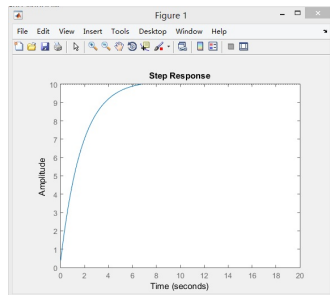 Figure 1
File Edit View Insert Tools Desktop Window Help
Step Response
10
9
8
7
6
5
4
3
2
1
0
Amplitude
0 2 4 6 8 10 12 14 16 18 20
Time (seconds)